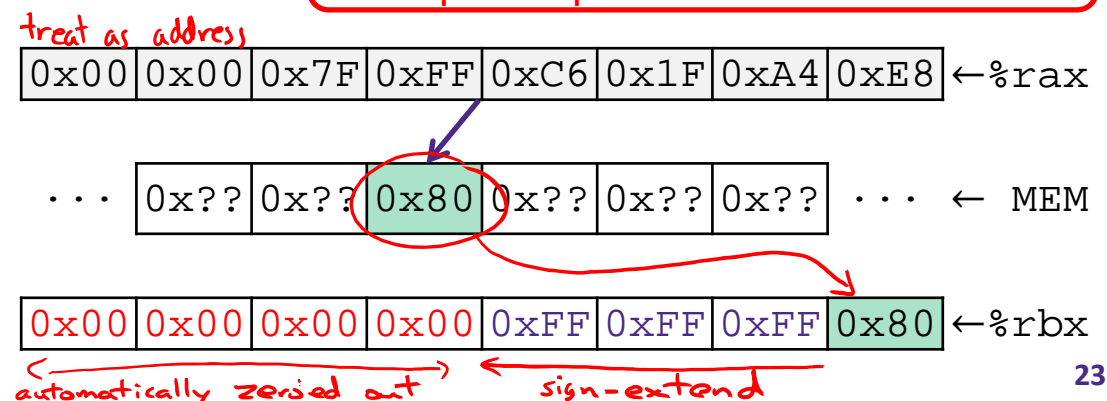 treat as address
0x00 0x00 0x7F 0xFF 0xC6 0x1F 0xA4 0xE8 ←%rax
... 0x?? 0x?? 0x80 0x?? 0x?? 0x?? ... ← MEM
0x00 0x00 0x00 0x00 0xFF 0xFF 0xFF 0x80 ←%rbx
automatically zeroed out sign-extend
23